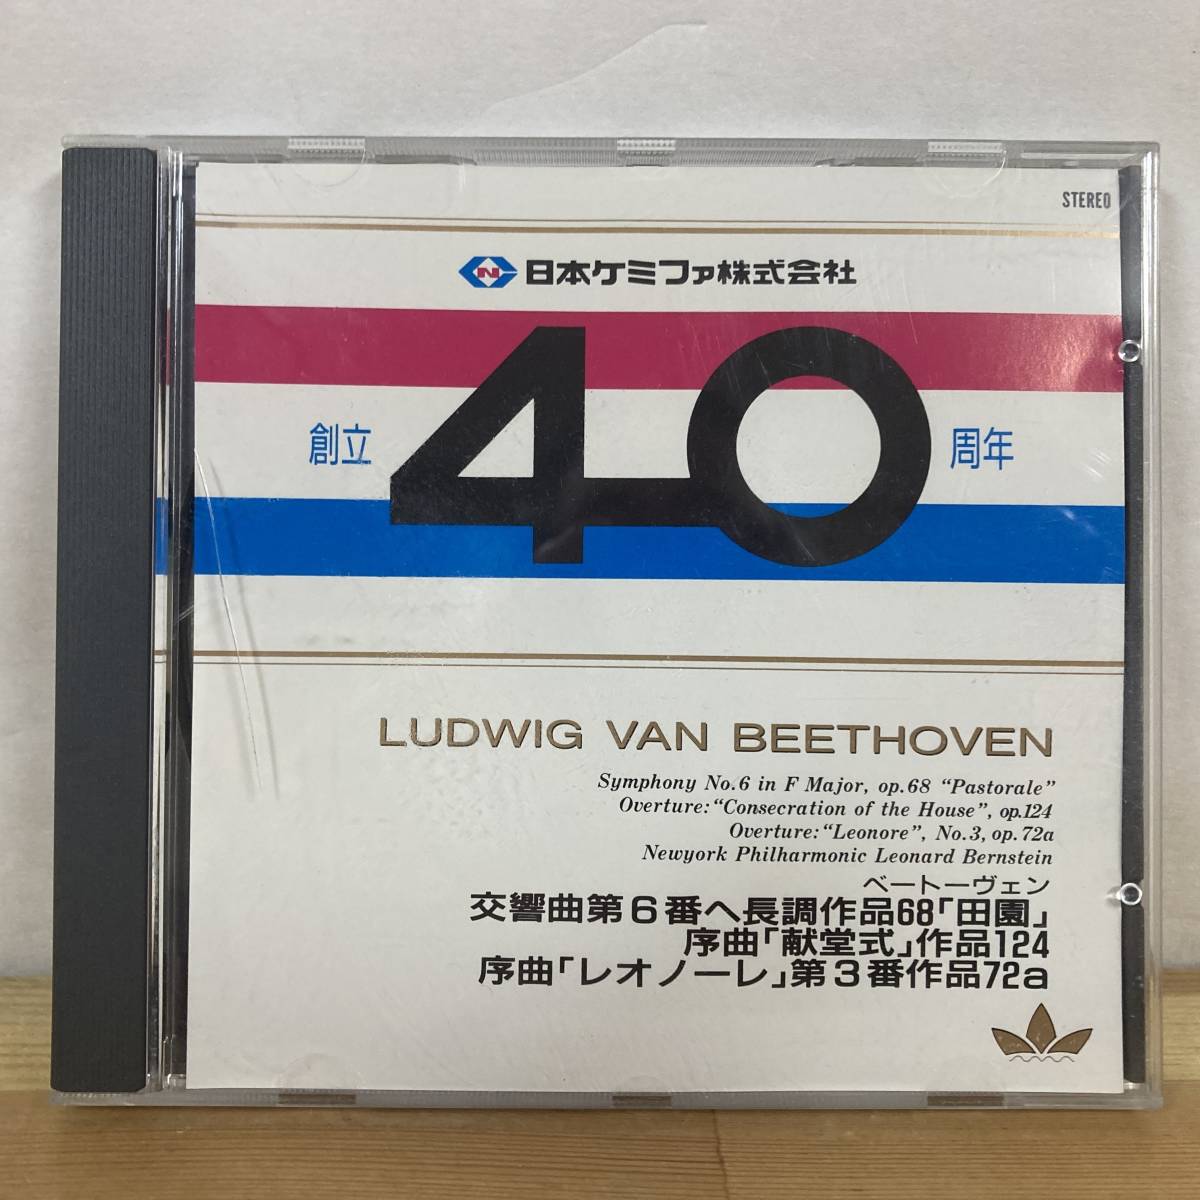 STEREO
N 日本ケミファ株式会社
創立 40 周年
LUDWIG VAN BEETHOVEN
Symphony No.6 in F Major, op.68 “Pastorale”
Overture:“Consecration of the House”, op.124
Overture:“Leonore”, No.3, op.72a
Newyork Philharmonic Leonard Bernstein
ベートーヴェン
交響曲第6番ヘ長調作品68「田園」
序曲「献堂式」作品124
序曲「レオノーレ」第3番作品72a